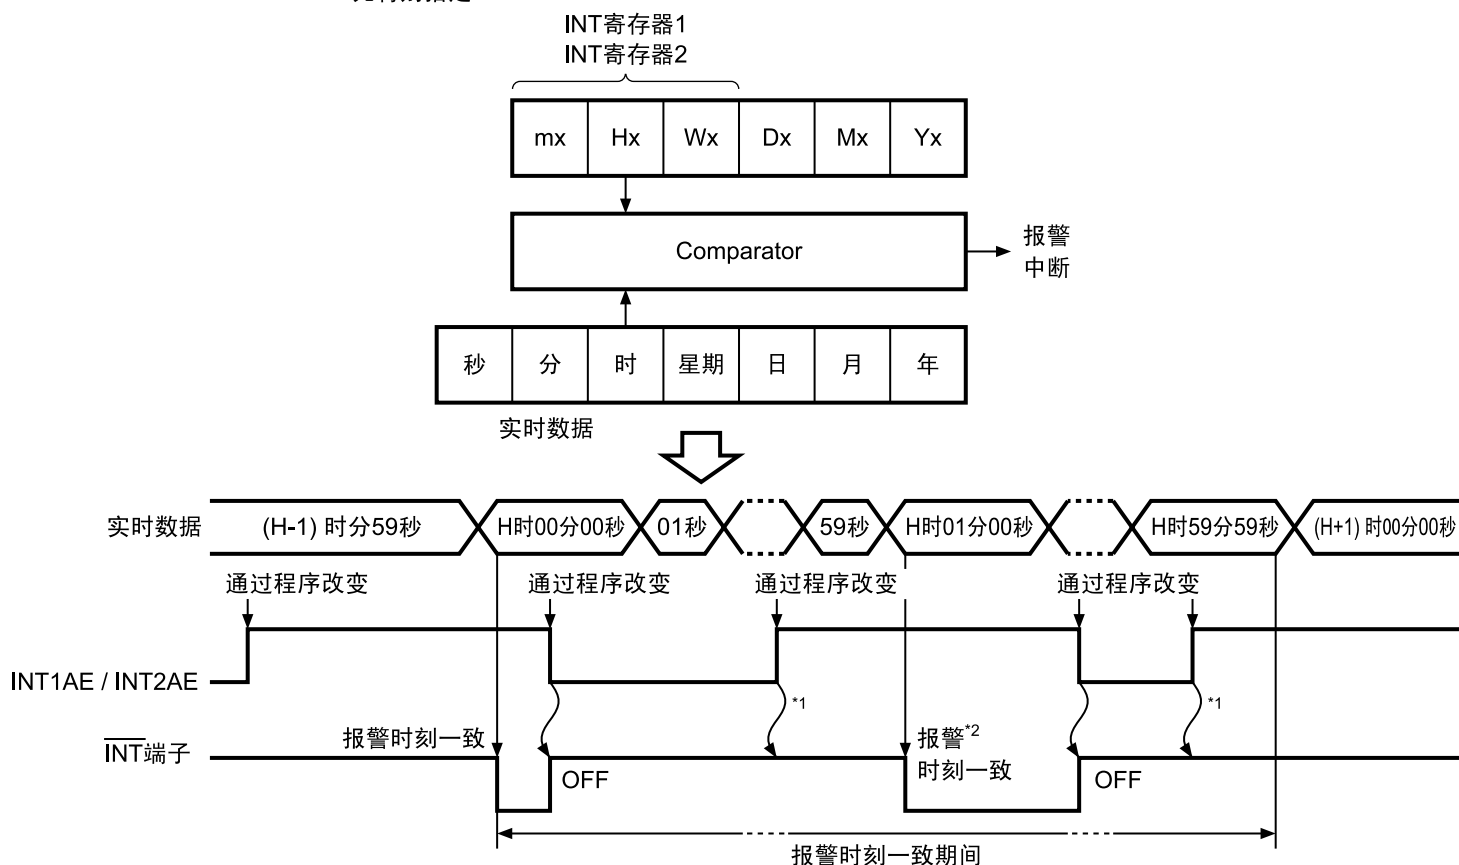 INT寄存器1
INT寄存器2
mx Hx Wx Dx Mx Yx
Comparator
报警
中断
秒 分 时 星期 日 月 年
实时数据
实时数据 (H-1) 时分59秒 H时00分00秒 01秒 59秒 H时01分00秒 H时59分59秒 (H+1) 时00分00秒
通过程序改变 通过程序改变 通过程序改变 通过程序改变
INT1AE / INT2AE
*1 *1
INT端子 报警时刻一致 报警*2
时刻一致
OFF OFF
报警时刻一致期间